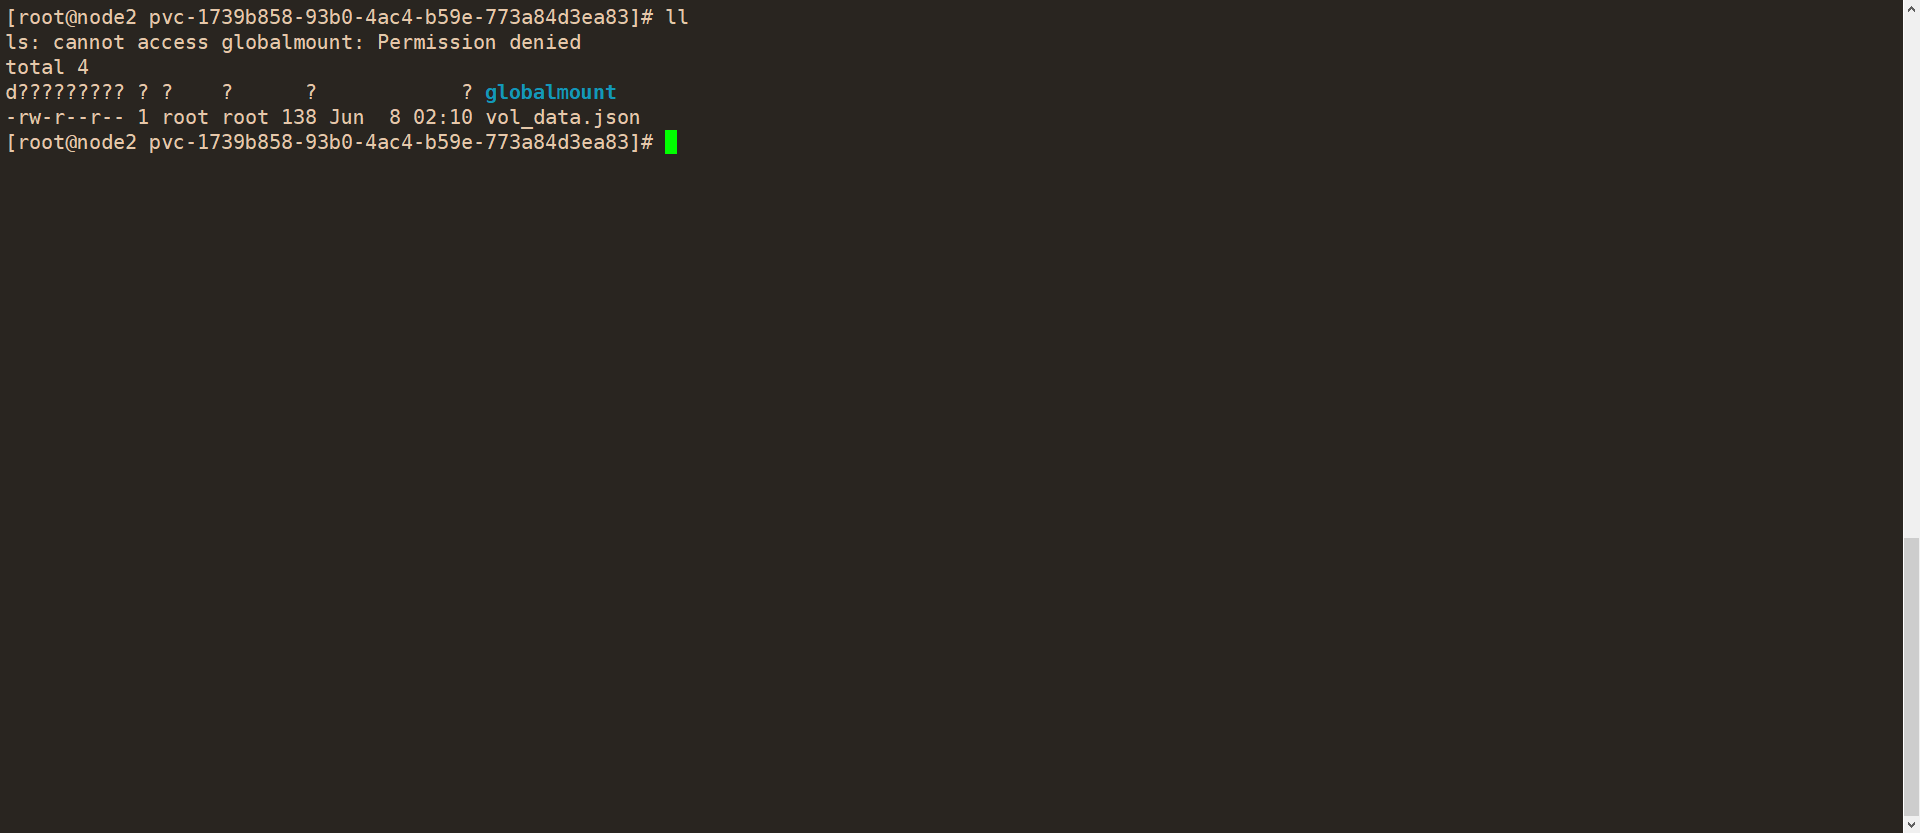 [root@node2 pvc-1739b858-93b0-4ac4-b59e-773a84d3ea83]# ll
ls: cannot access globalmount: Permission denied
total 4
d????????? ? ?    ?      ?            ? globalmount
-rw-r--r-- 1 root root 138 Jun  8 02:10 vol_data.json
[root@node2 pvc-1739b858-93b0-4ac4-b59e-773a84d3ea83]#